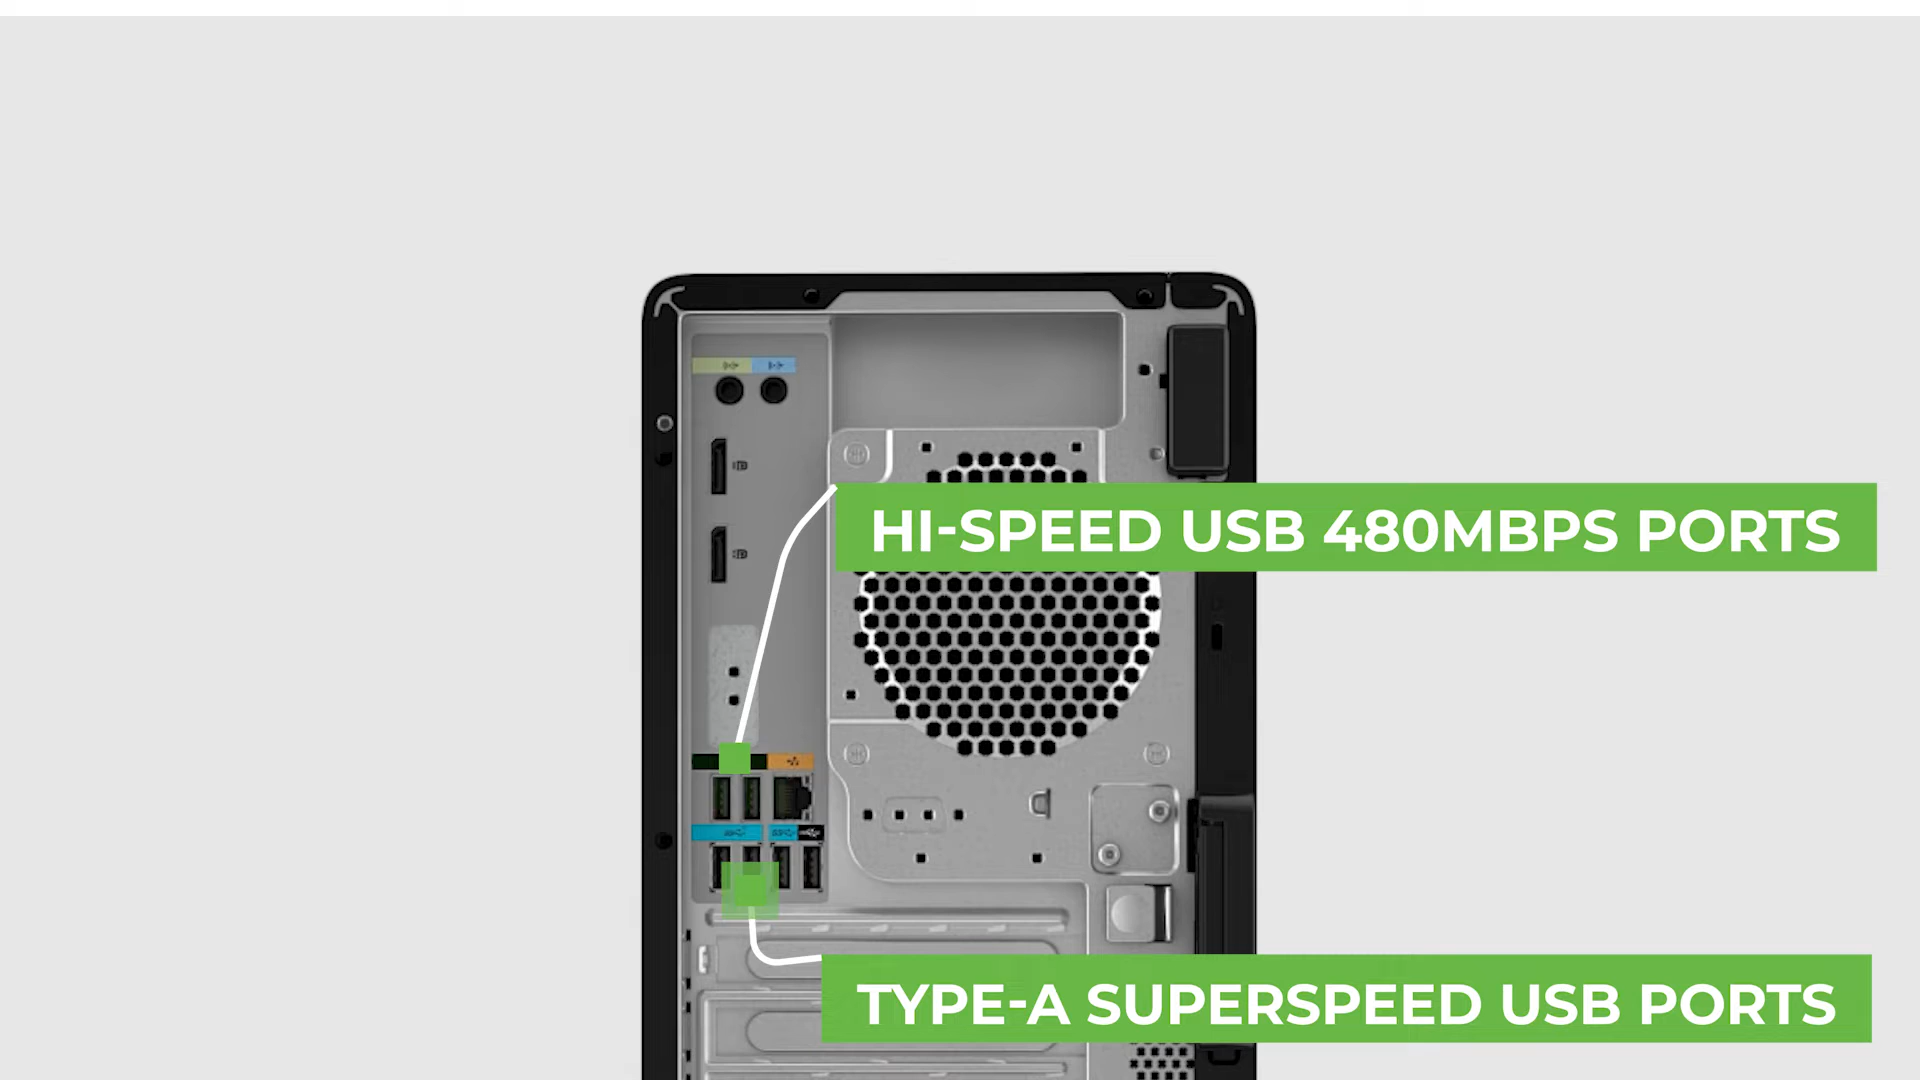 HI-SPEED USB 480MBPS PORTS
TYPE-A SUPERSPEED USB PORTS